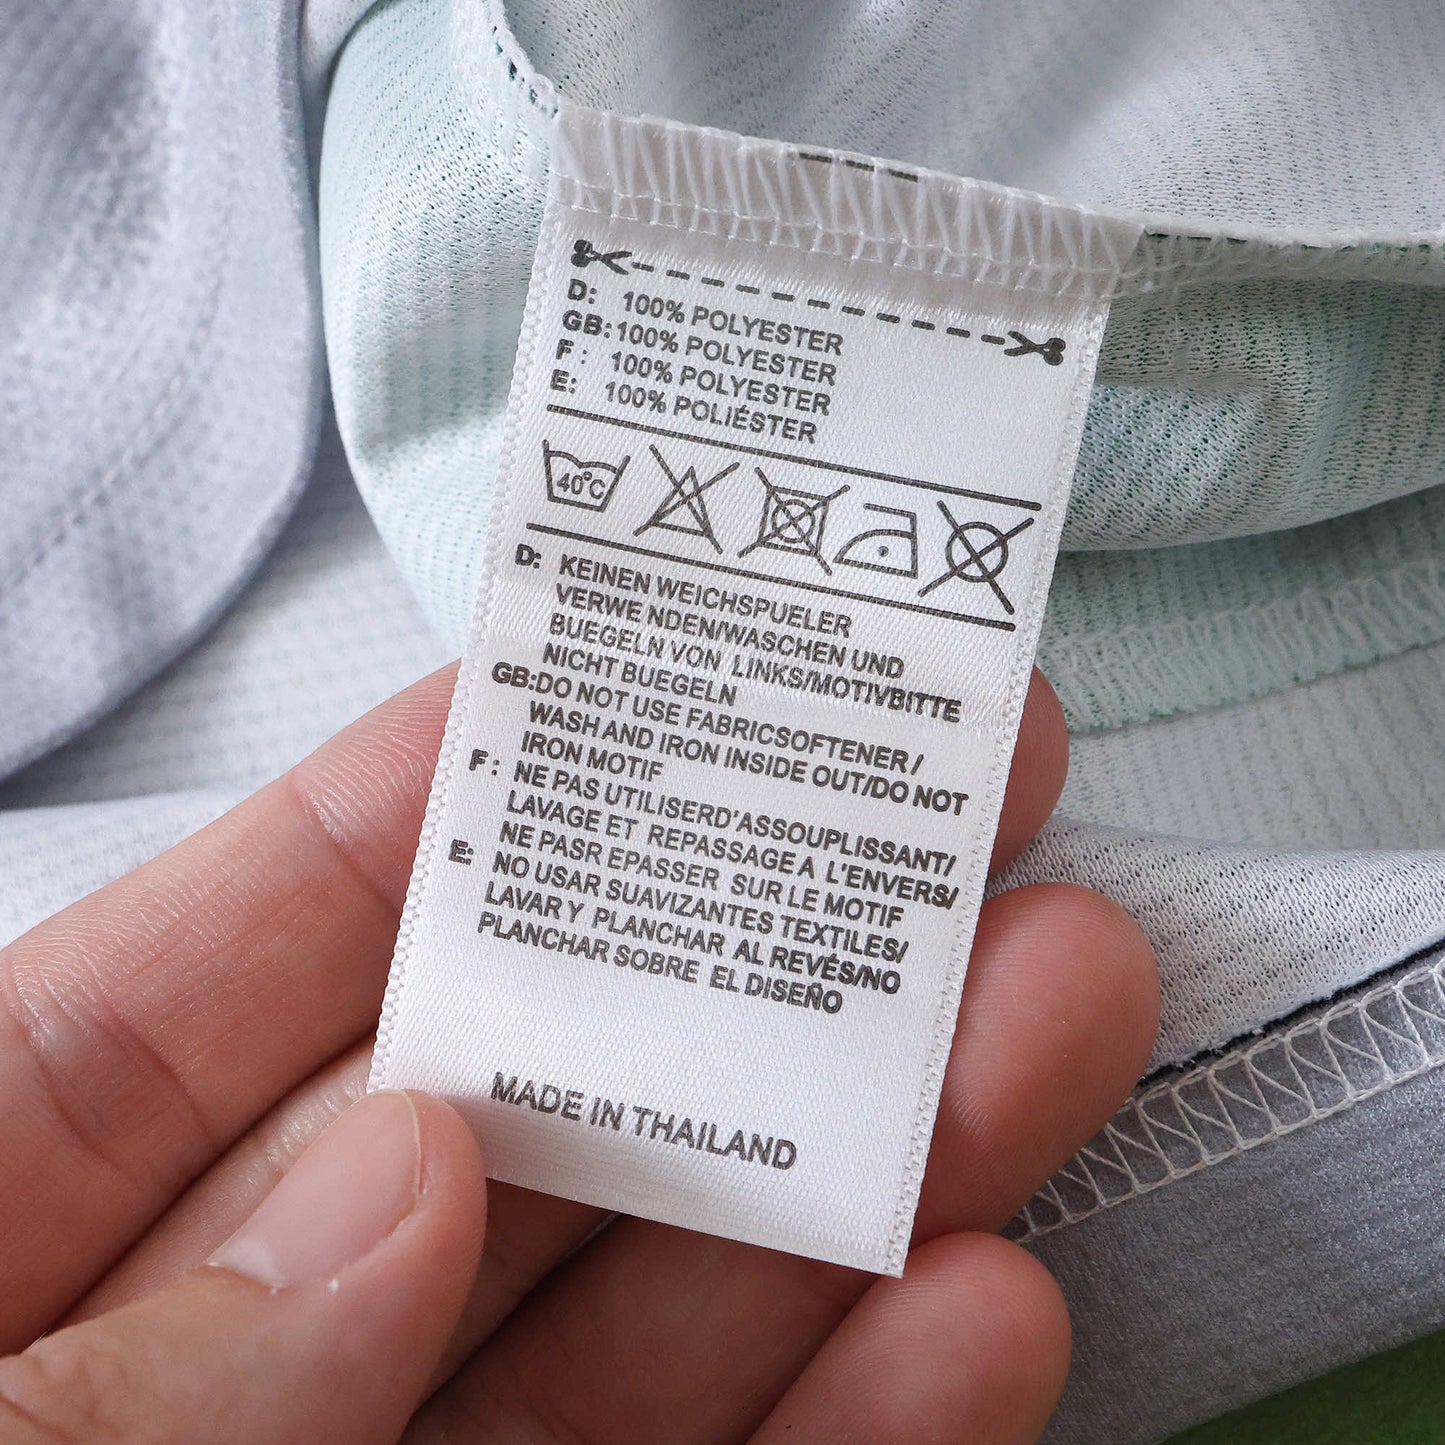 D: 100% POLYESTER
GB: 100% POLYESTER
F: 100% POLYESTER
E: 100% POLIÉSTER
40°C
D: KEINEN WEICHSPUELER
VERWE NDEN/WASCHEN UND
BUEGELN VON LINKS/MOTIVBITTE
NICHT BUEGELN
GB:DO NOT USE FABRICSOFTENER/
WASH AND IRON INSIDE OUT/DO NOT
IRON MOTIF
F: NE PAS UTILISERD'ASSOUPLISSANT/
LAVAGE ET REPASSAGE A L'ENVERS/
NE PASR EPASSER SUR LE MOTIF
E: NO USAR SUAVIZANTES TEXTILES/
LAVAR Y PLANCHAR AL REVÉS/NO
PLANCHAR SOBRE EL DISEÑO
MADE IN THAILAND